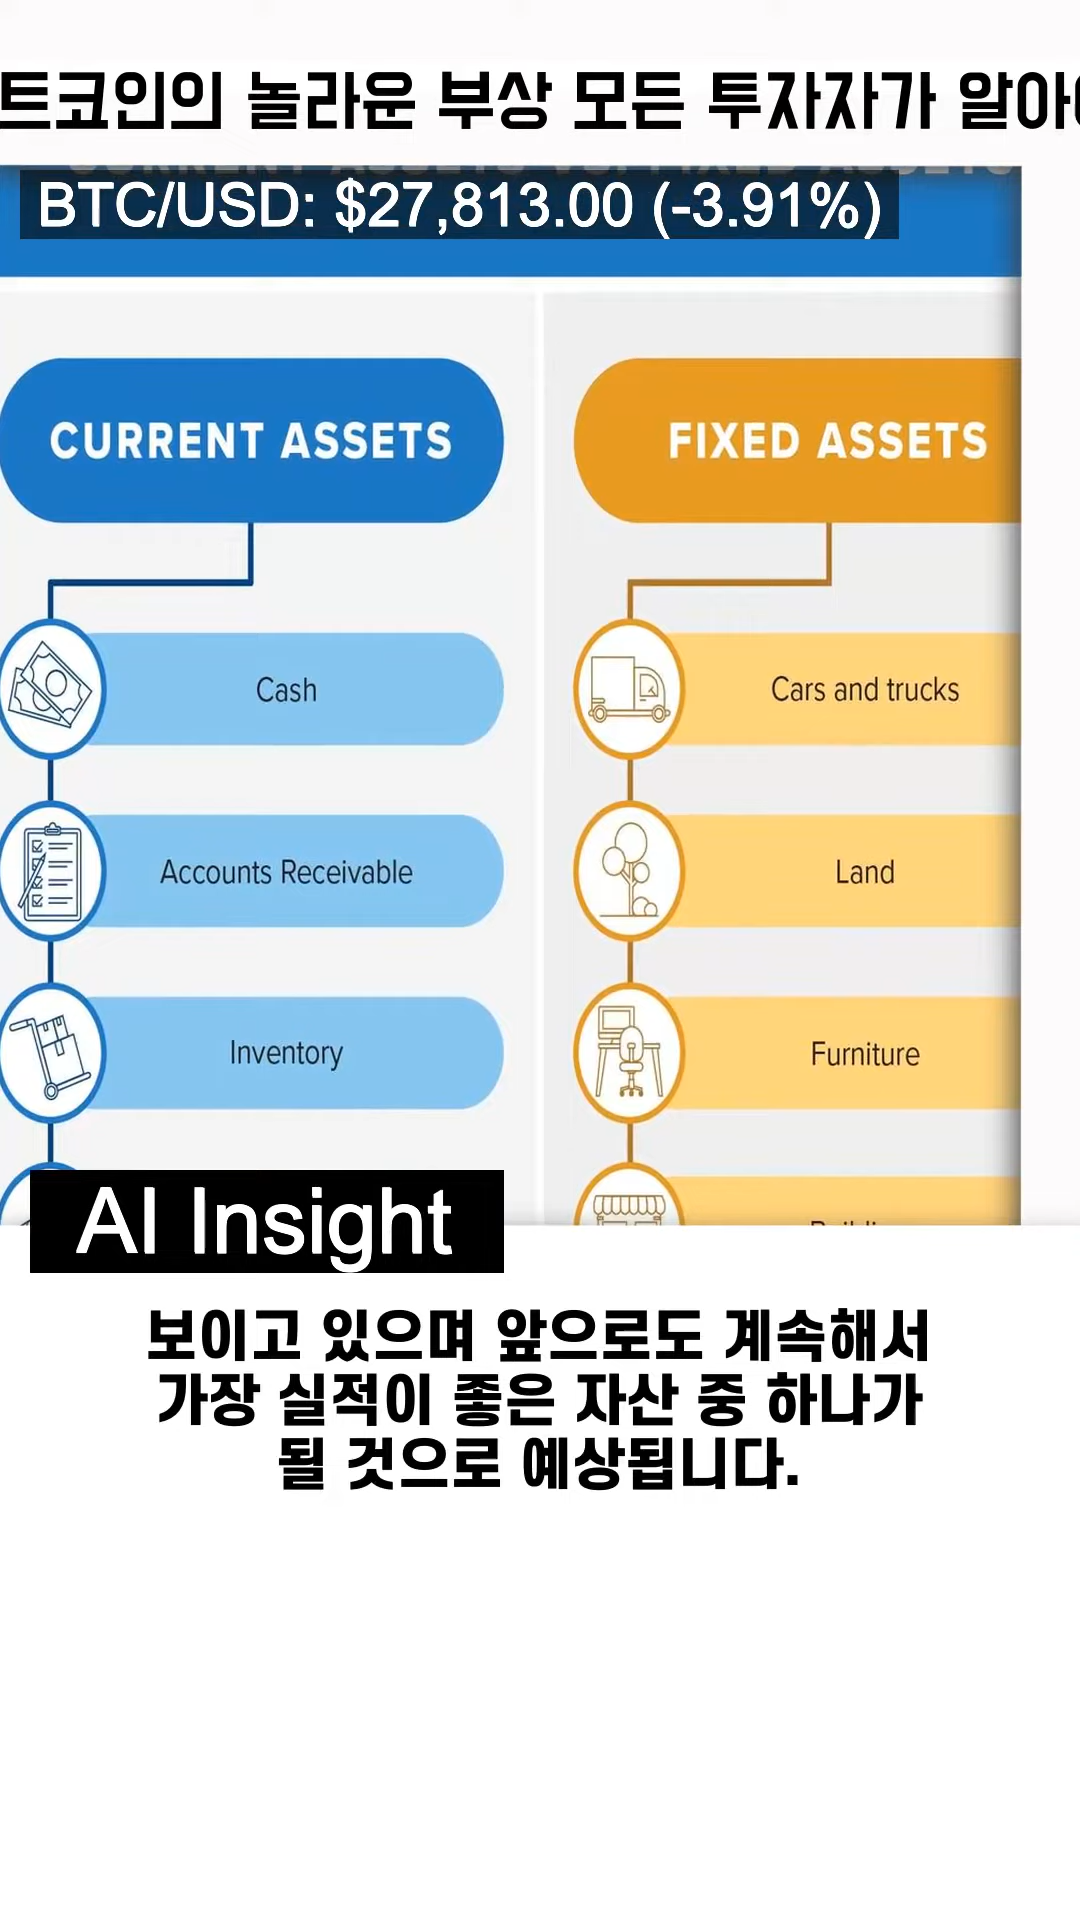 트코인의 놀라운 부상 모든 투자자가
BTC/USD: $27,813.00 (-3.91%)
CURRENT ASSETS
FIXED ASSETS
Cash
Cars and trucks
Accounts Receivable
Land
Inventory
Furniture
AI Insight
보이고 있으며 앞으로도 계속해서
가장 실적이 좋은 자산 중 하나가
될 것으로 예상됩니다.